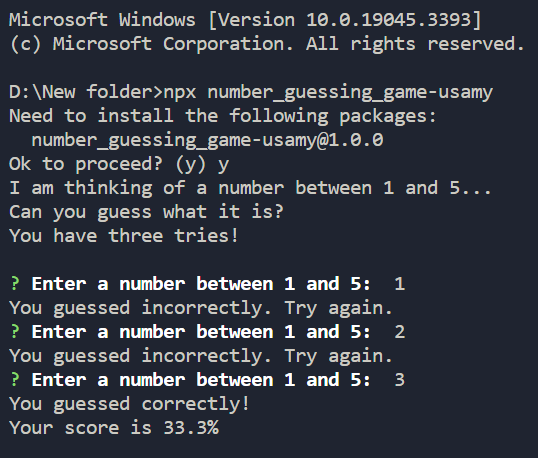 Microsoft Windows [Version 10.0.19045.3393]
(c) Microsoft Corporation. All rights reserved.
D:\New folder>npx number_guessing_game-usamy
Need to install the following packages:
  number_guessing_game-usamy@1.0.0
Ok to proceed? (y) y
I am thinking of a number between 1 and 5...
Can you guess what it is?
You have three tries!
? Enter a number between 1 and 5:  1
You guessed incorrectly. Try again.
? Enter a number between 1 and 5:  2
You guessed incorrectly. Try again.
? Enter a number between 1 and 5:  3
You guessed correctly!
Your score is 33.3%